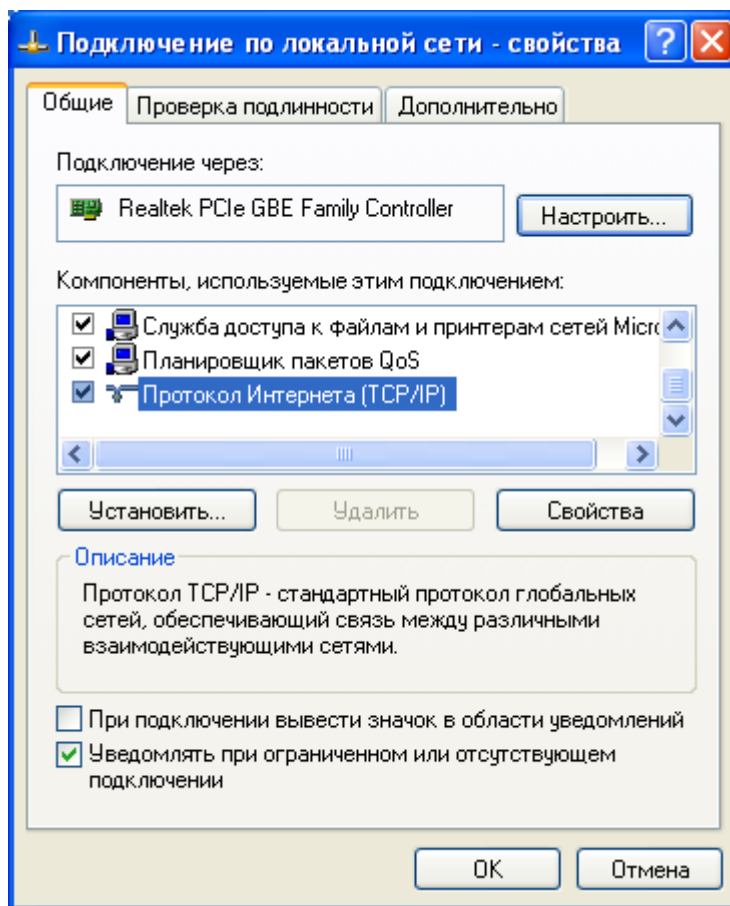 Подключение по локальной сети - свойства
Общие
Проверка подлинности
Дополнительно
Подключение через:
Realtek PCIe GBE Family Controller
Настроить...
Компоненты, используемые этим подключением:
Служба доступа к файлам и принтерам сетей Micro
Планировщик пакетов QoS
Протокол Интернета (TCP/IP)
Установить...
Удалить
Свойства
Описание
Протокол TCP/IP - стандартный протокол глобальных
сетей, обеспечивающий связь между различными
взаимодействующими сетями.
При подключении вывести значок в области уведомлений
Уведомлять при ограниченном или отсутствующем
подключении
OK
Отмена